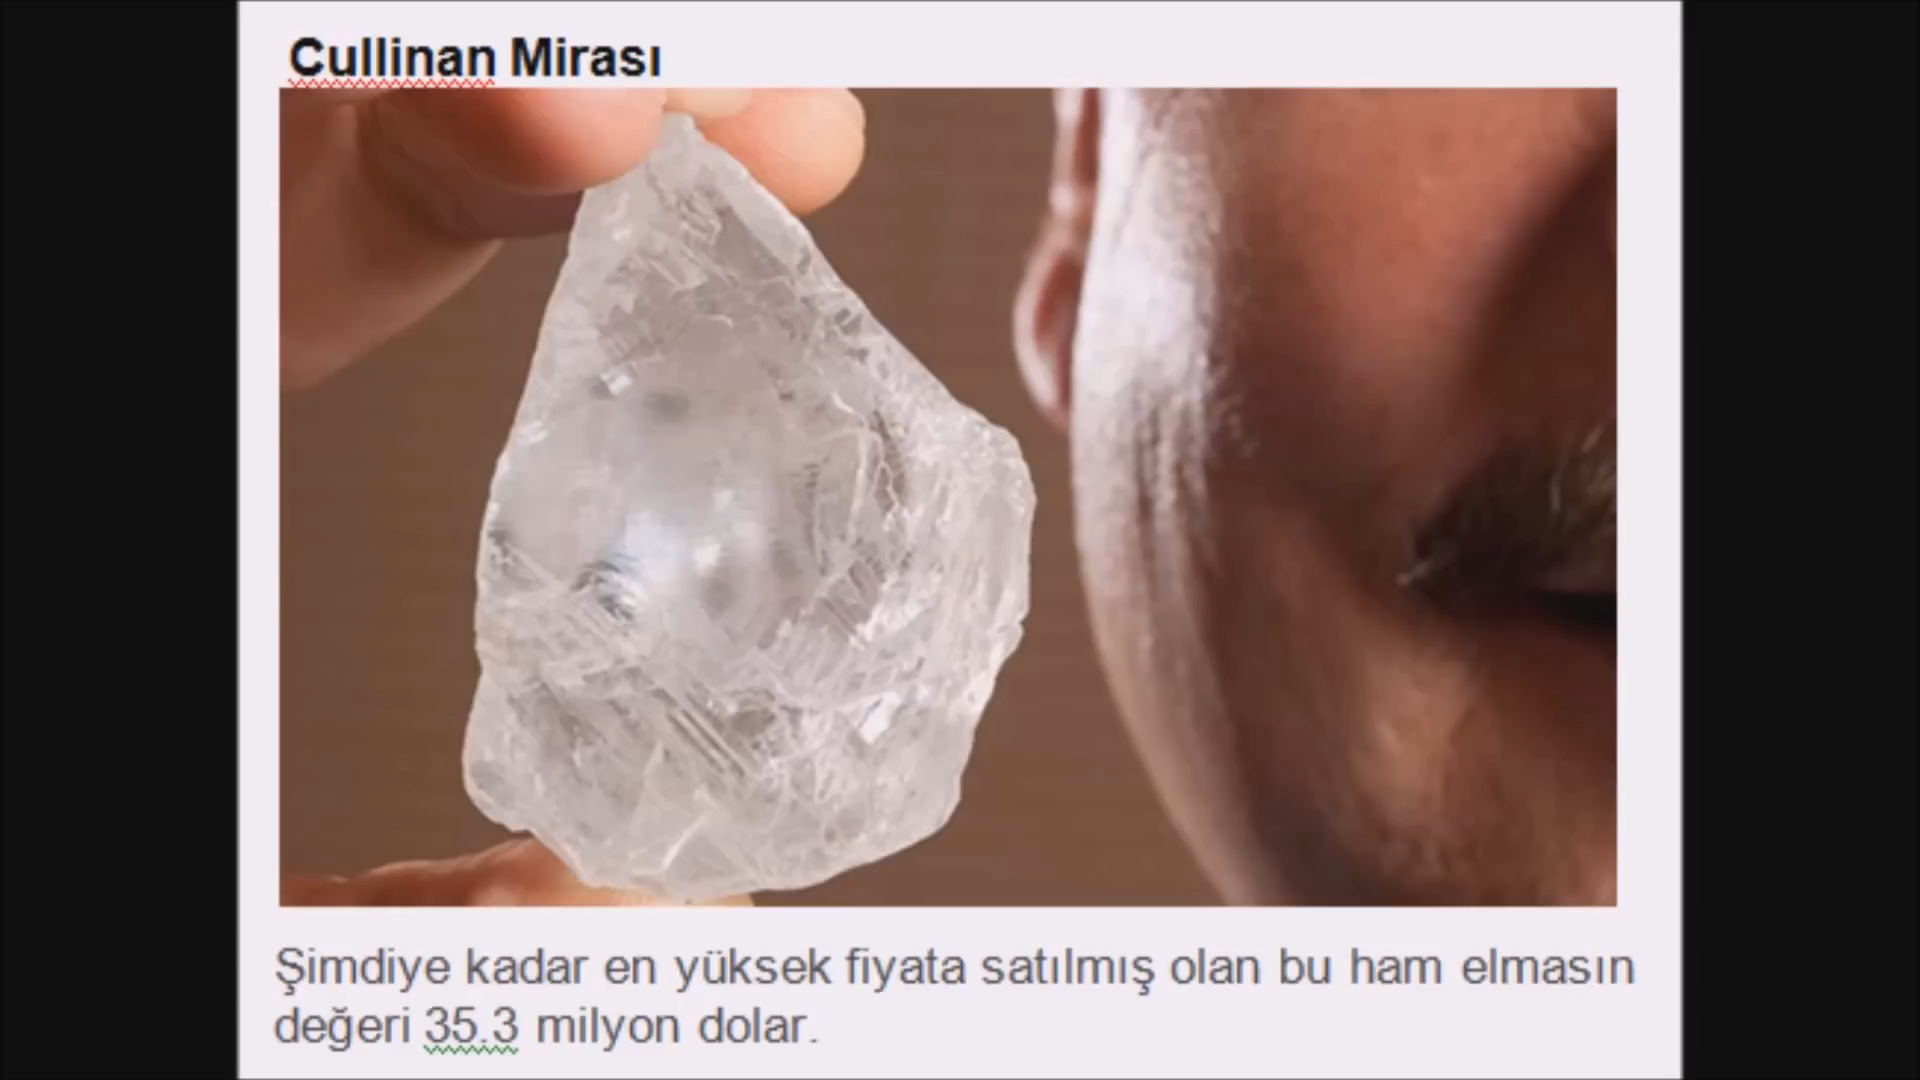 Cullinan Mirası
Şimdiye kadar en yüksek fiyata satılmış olan bu ham elmasın
değeri 35.3 milyon dolar.